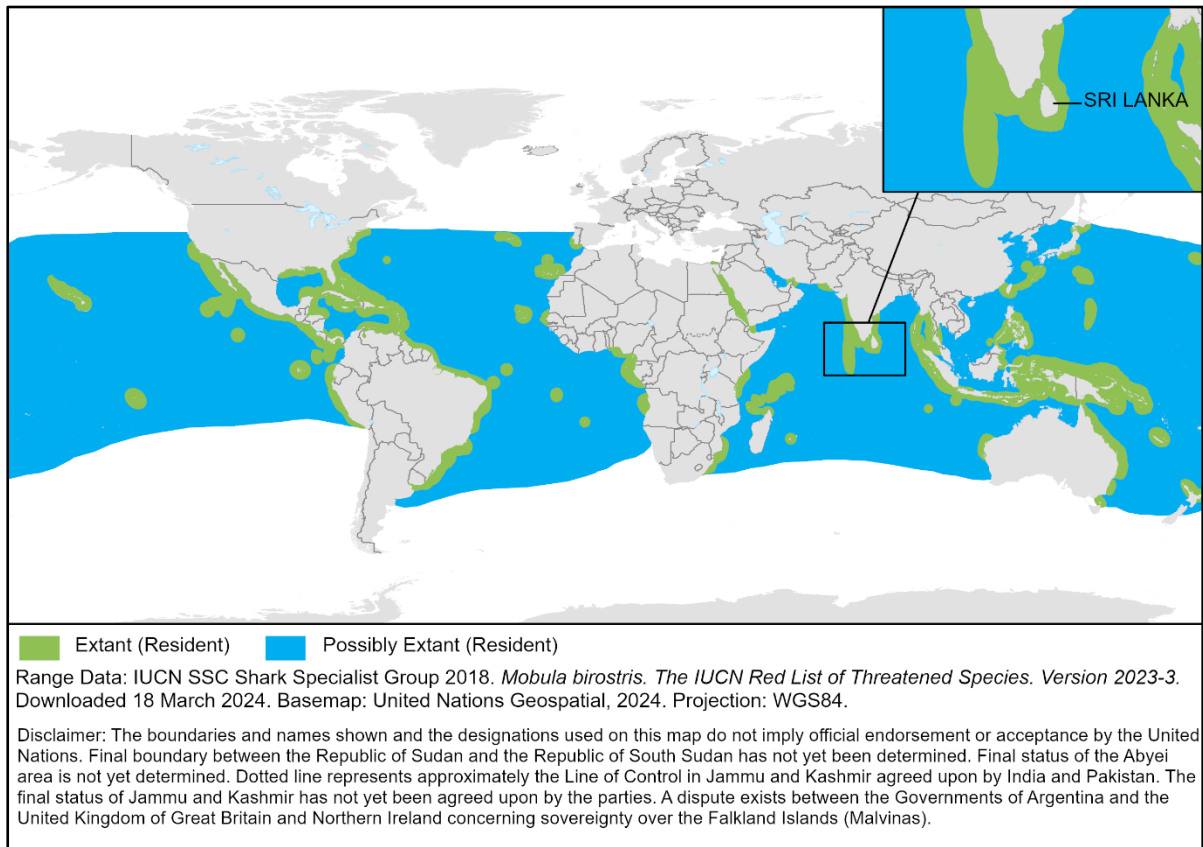 SRI LANKA
Extant (Resident) Possibly Extant (Resident)
Range Data: IUCN SSC Shark Specialist Group 2018. Mobula birostris. The IUCN Red List of Threatened Species. Version 2023-3.
Downloaded 18 March 2024. Basemap: United Nations Geospatial, 2024. Projection: WGS84.
Disclaimer: The boundaries and names shown and the designations used on this map do not imply official endorsement or acceptance by the United
Nations. Final boundary between the Republic of Sudan and the Republic of South Sudan has not yet been determined. Final status of the Abyei
area is not yet determined. Dotted line represents approximately the Line of Control in Jammu and Kashmir agreed upon by India and Pakistan. The
final status of Jammu and Kashmir has not yet been agreed upon by the parties. A dispute exists between the Governments of Argentina and the
United Kingdom of Great Britain and Northern Ireland concerning sovereignty over the Falkland Islands (Malvinas).